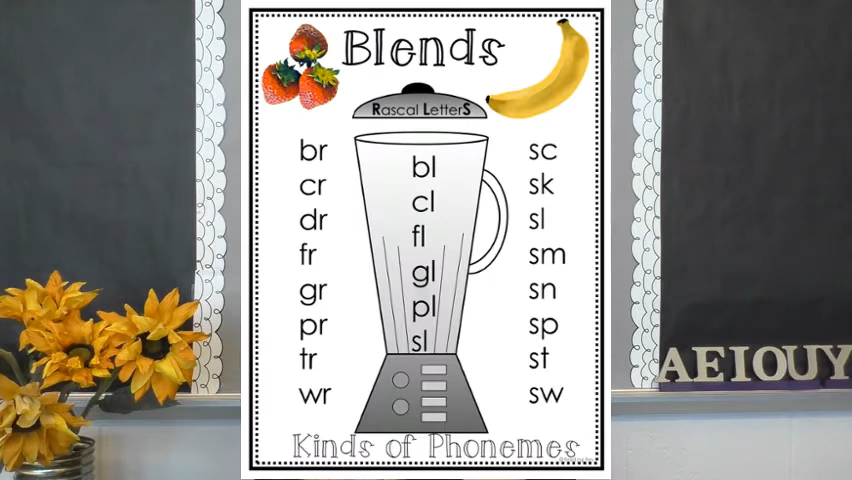 Blends
Rascal LetterS
br
cr
dr
fr
gr
pr
tr
wr
bl
cl
fl
gl
pl
sl
sc
sk
sl
sm
sn
sp
st
sw
Kinds of Phonemes
AEIOUY